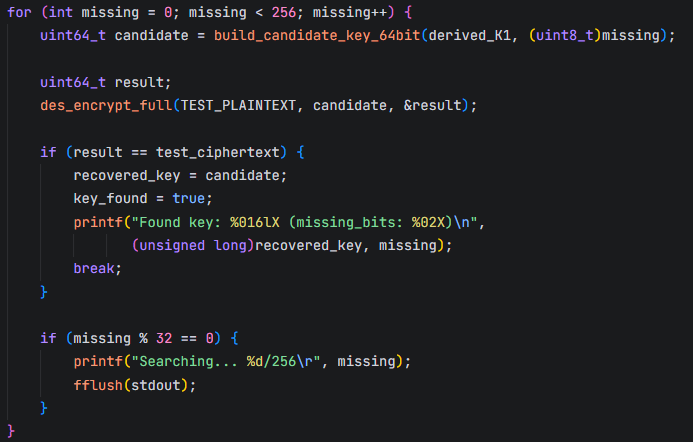 for (int missing = 0; missing < 256; missing++) {
    uint64_t candidate = build_candidate_key_64bit(derived_K1, (uint8_t)missing);

    uint64_t result;
    des_encrypt_full(TEST_PLAINTEXT, candidate, &result);

    if (result == test_ciphertext) {
        recovered_key = candidate;
        key_found = true;
        printf("Found key: %016lX (missing_bits: %02X)\n",
               (unsigned long)recovered_key, missing);
        break;
    }

    if (missing % 32 == 0) {
        printf("Searching... %d/256\r", missing);
        fflush(stdout);
    }
}